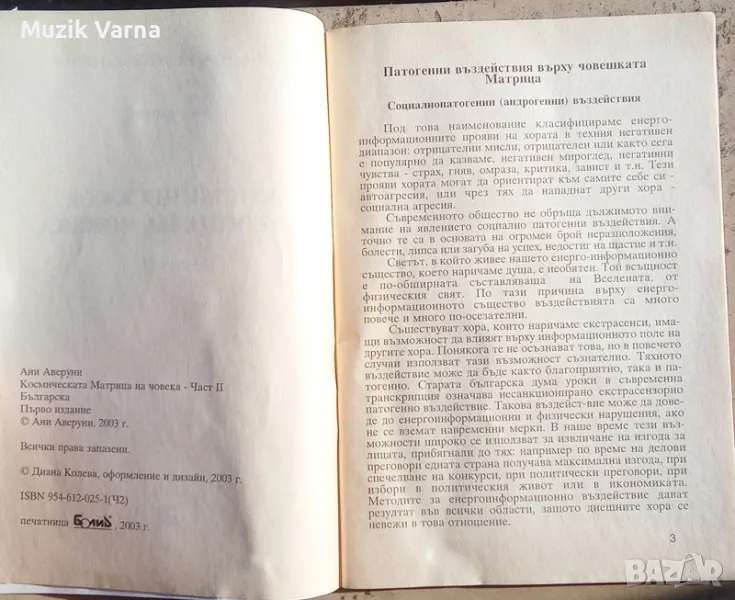 Muzik Varna
Ани Аверуни
Космическата Матрица на човека - Част II
Българска
Първо издание
© Ани Аверуни, 2003 г.
Всички права запазени.
© Диана Колева, оформление и дизайн, 2003 г.
ISBN 954-612-025-1(Ч2)
печатница Болид, 2003 г.
Патогенни въздействия върху човешката
Матрица
Социалнопатогенни (андрогенни) въздействия
Под това наименование класифицираме енерго-
информационните прояви на хората в техния негативен
диапазон: отрицателни мисли, отрицателен или както сега
е популярно да казваме, негативен мироглед, негативни
чувства - страх, гняв, омраза, критика, завист и т.н. Тези
прояви хората могат да ориентират към самите себе си -
автоагресия, или чрез тях да нападнат други хора -
социална агресия.
Съвременното общество не обръща дължимото вни-
мание на явлението социално патогенни въздействия. А
точно те са в основата на огромен брой неразположения,
болести, липса или загуба на успех, недостиг на щастие и т.н.
Светът, в който живее нашето енерго-информационно
същество, което наричаме душа, е необятен. Той всъщност
е по-обширната съставляваща на Вселената, от
физическия свят. По тази причина върху енерго-
информационното същество въздействията са много
повече и много по-осезателни.
Съществуват хора, които наричаме екстрасенси, има-
щи възможност да влияят върху информационното поле на
другите хора. Понякога те не осъзнават това, но в повечето
случаи използват тази възможност съзнателно. Тяхното
въздействие може да бъде както благоприятно, така и па-
тогенно. Старата българска дума уроки в съвременна
транскрипция означава несанкционирано екстрасензорно
патогенно въздействие. Такова въздейст-вие може да дове-
де до енергоинформационни и физически нарушения, ако
не се вземат навременни мерки. В наше време тези въз-
можности широко се използват за извличане на изгода за
лицата, прибягнали до тях: например по време на делови
преговори едната страна получава максимална изгода, при
спечелване на конкурси, при политически преговори, при
избори в политическия живот или в икономиката.
Методите за енергоинформационно въздействие дават
резултат във всички области, защото днешните хора се
невежи в това отношение.
3
BAZAR